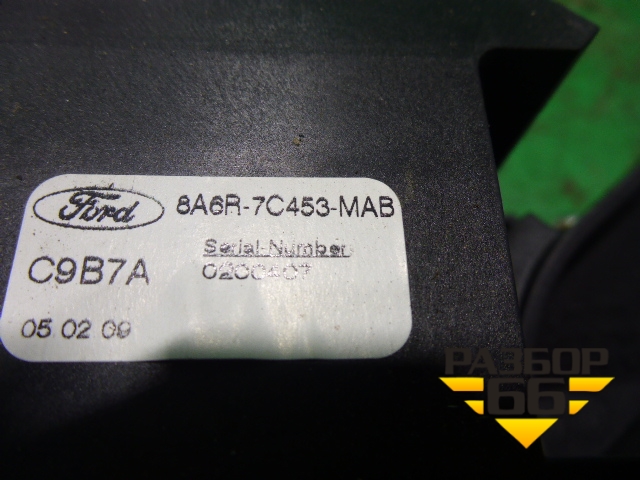 Ford
8A6R-7C453-MAB
Serial Number
C9B7A
05 02 09
РАЗБОР
66